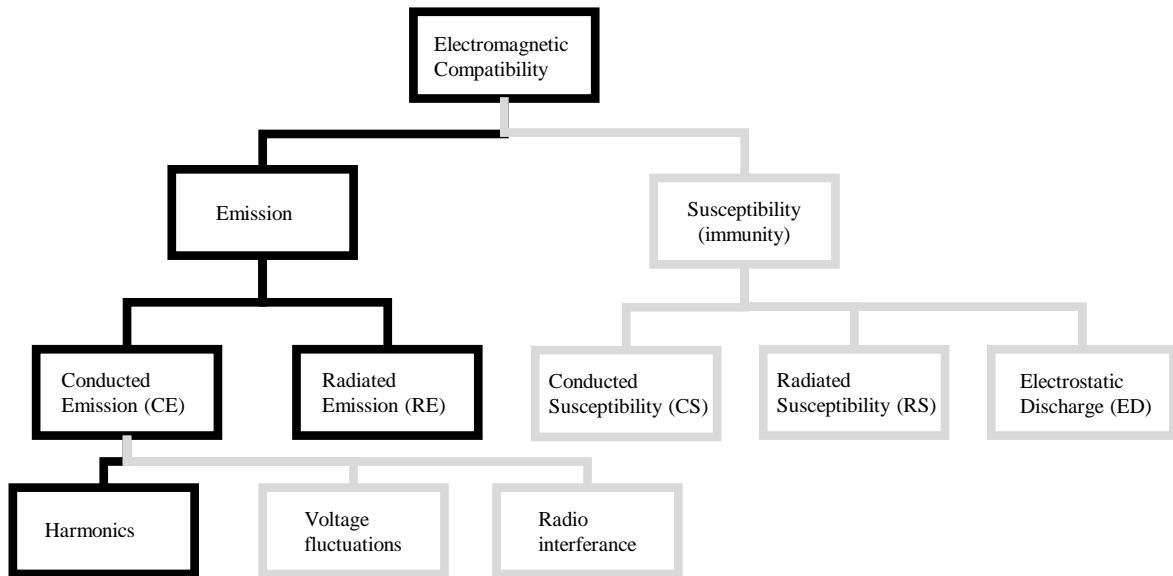 Electromagnetic
Compatibility
Emission
Susceptibility
(immunity)
Conducted
Emission (CE)
Radiated
Emission (RE)
Conducted
Susceptibility (CS)
Radiated
Susceptibility (RS)
Electrostatic
Discharge (ED)
Harmonics
Voltage
fluctuations
Radio
interferance